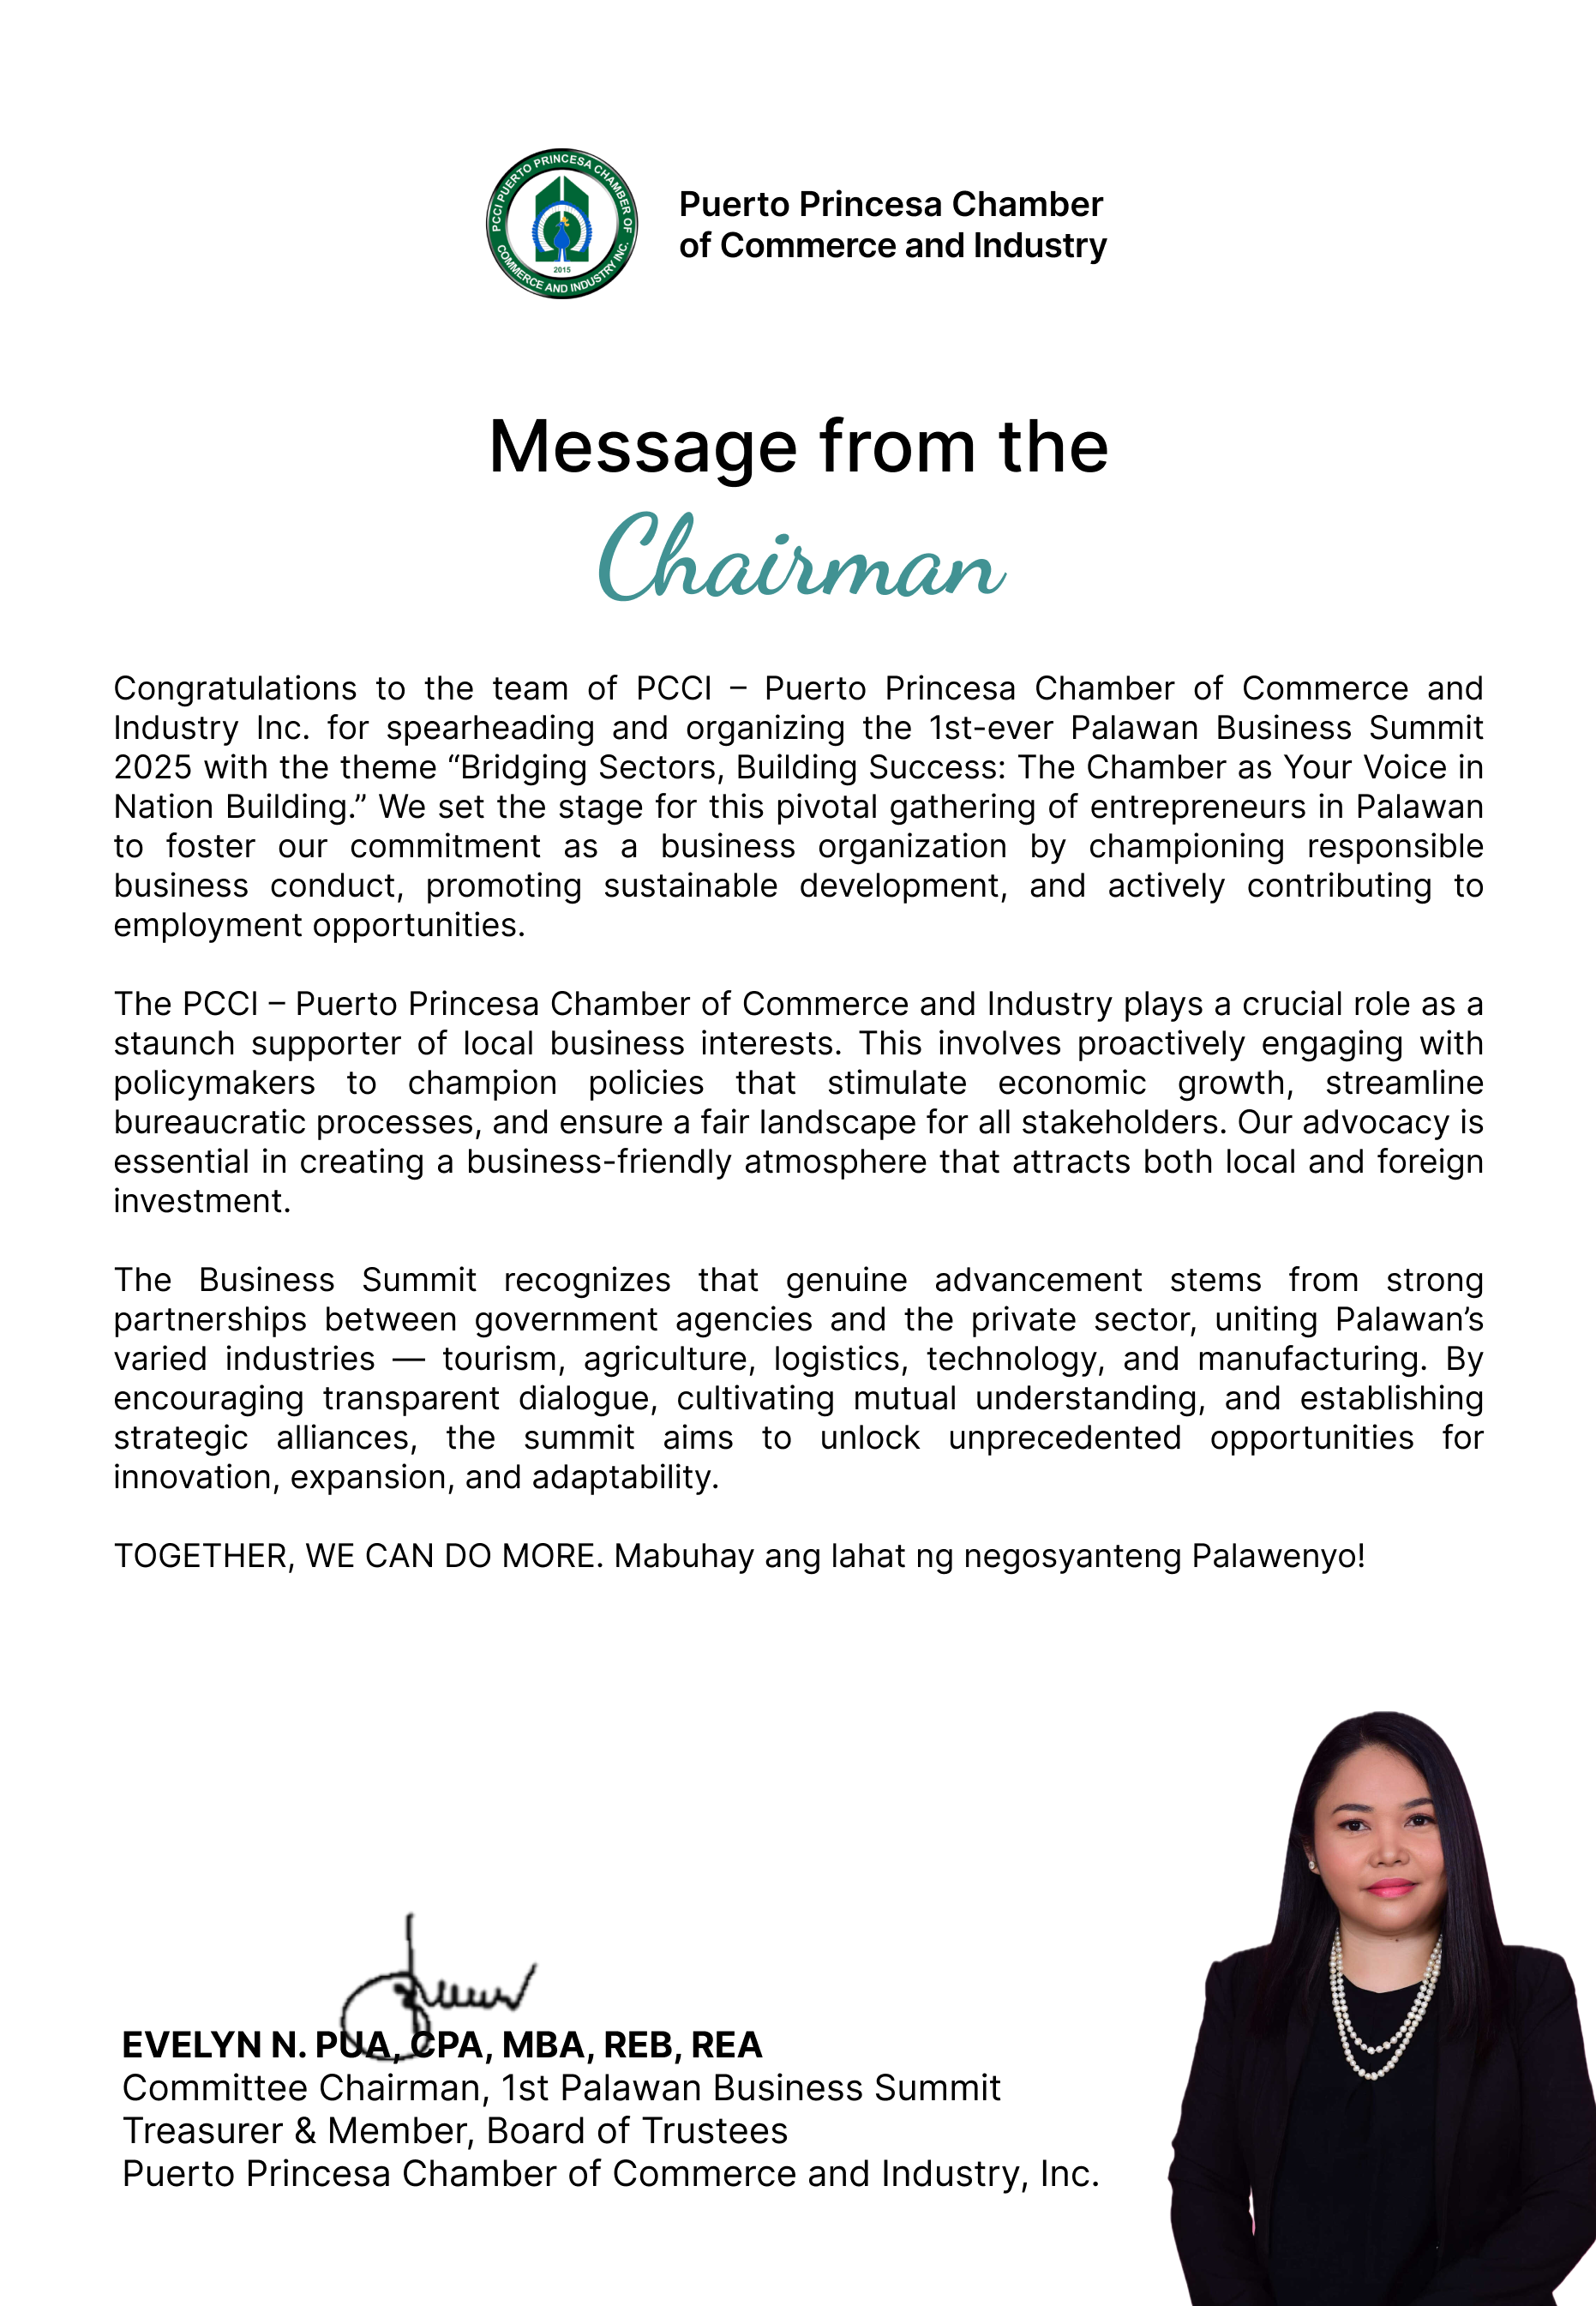 PCCI PUERTO PRINCESA CHAMBER OF
COMMERCE AND INDUSTRY INC.
2015
Puerto Princesa Chamber
of Commerce and Industry
Message from the
Chairman
Congratulations to the team of PCCI – Puerto Princesa Chamber of Commerce and
Industry Inc. for spearheading and organizing the 1st-ever Palawan Business Summit
2025 with the theme “Bridging Sectors, Building Success: The Chamber as Your Voice in
Nation Building.” We set the stage for this pivotal gathering of entrepreneurs in Palawan
to foster our commitment as a business organization by championing responsible
business conduct, promoting sustainable development, and actively contributing to
employment opportunities.
The PCCI – Puerto Princesa Chamber of Commerce and Industry plays a crucial role as a
staunch supporter of local business interests. This involves proactively engaging with
policymakers to champion policies that stimulate economic growth, streamline
bureaucratic processes, and ensure a fair landscape for all stakeholders. Our advocacy is
essential in creating a business-friendly atmosphere that attracts both local and foreign
investment.
The Business Summit recognizes that genuine advancement stems from strong
partnerships between government agencies and the private sector, uniting Palawan’s
varied industries — tourism, agriculture, logistics, technology, and manufacturing. By
encouraging transparent dialogue, cultivating mutual understanding, and establishing
strategic alliances, the summit aims to unlock unprecedented opportunities for
innovation, expansion, and adaptability.
TOGETHER, WE CAN DO MORE. Mabuhay ang lahat ng negosyanteng Palawenyo!
EVELYN N. PUA, CPA, MBA, REB, REA
Committee Chairman, 1st Palawan Business Summit
Treasurer & Member, Board of Trustees
Puerto Princesa Chamber of Commerce and Industry, Inc.